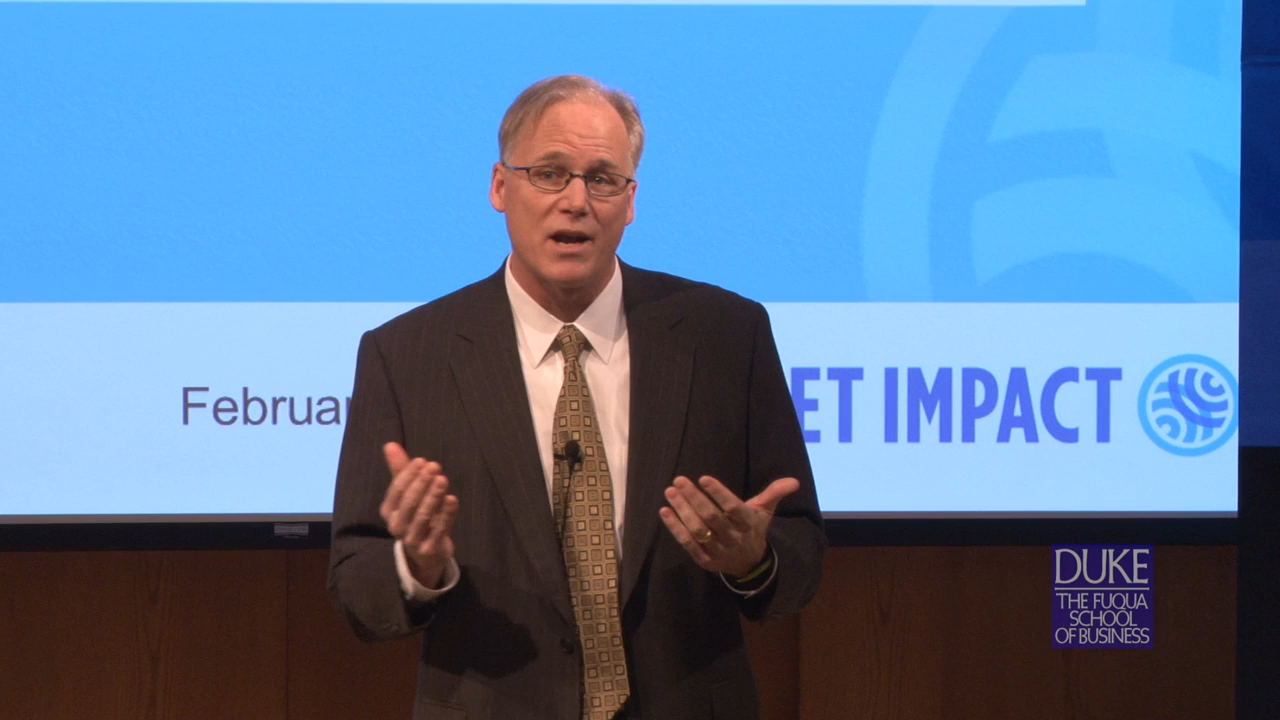 Februar
ET IMPACT
DUKE
THE FUQUA
SCHOOL
OF BUSINESS